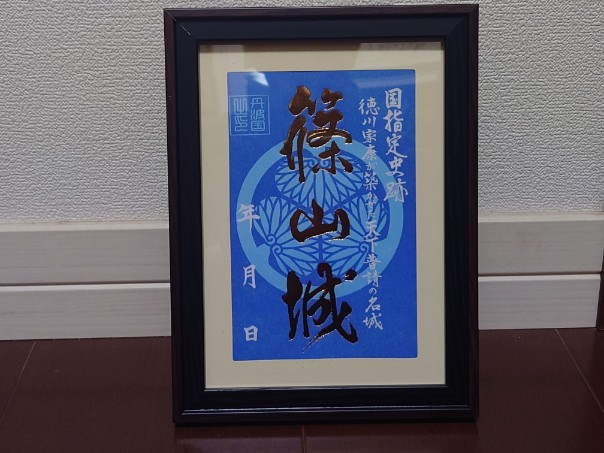 国指定史跡
徳川家康が築かせた天下普請の名城
篠山城
丹波国
年 月 日